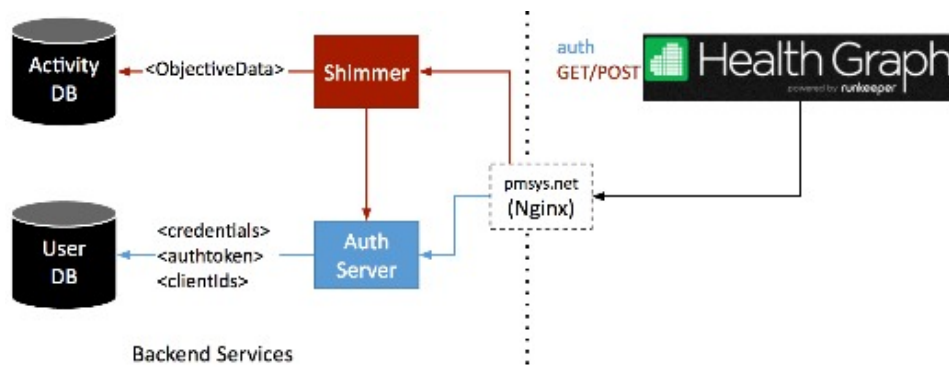 Activity
DB
<ObjectiveData>
Shimmer
auth
GET/POST
Health Graph
powered by runkeeper
pmsys.net
(Nginx)
User
DB
<credentials>
<authtoken>
<clientIds>
Auth
Server
Backend Services